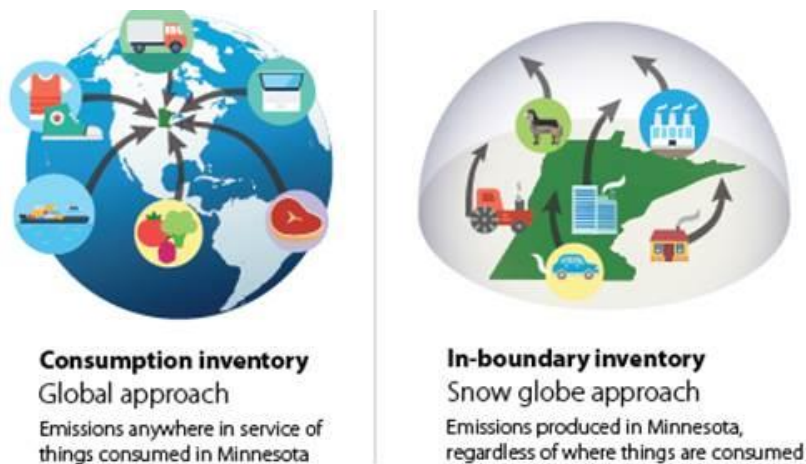 Consumption inventory
Global approach
Emissions anywhere in service of
things consumed in Minnesota
In-boundary inventory
Snow globe approach
Emissions produced in Minnesota,
regardless of where things are consumed